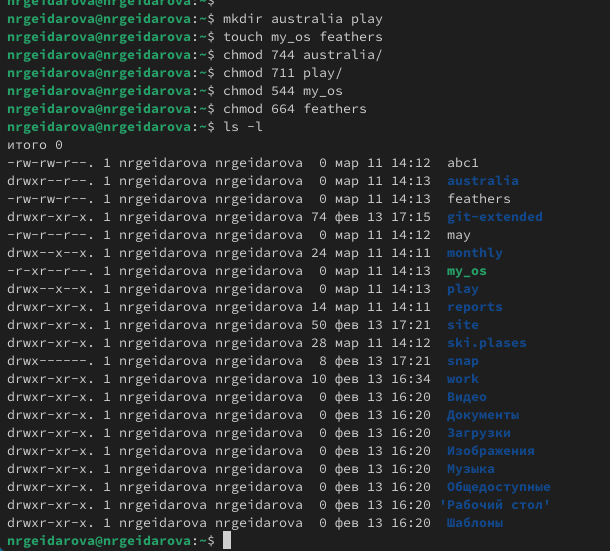 nrgeidarova@nrgeidarova:~$
nrgeidarova@nrgeidarova:~$ mkdir australia play
nrgeidarova@nrgeidarova:~$ touch my_os feathers
nrgeidarova@nrgeidarova:~$ chmod 744 australia/
nrgeidarova@nrgeidarova:~$ chmod 711 play/
nrgeidarova@nrgeidarova:~$ chmod 544 my_os
nrgeidarova@nrgeidarova:~$ chmod 664 feathers
nrgeidarova@nrgeidarova:~$ ls -l
итого 0
-rw-rw-r--. 1 nrgeidarova nrgeidarova  0 мар 11 14:12  abc1
drwxr--r--. 1 nrgeidarova nrgeidarova  0 мар 11 14:13  australia
-rw-rw-r--. 1 nrgeidarova nrgeidarova  0 мар 11 14:13  feathers
drwxr-xr-x. 1 nrgeidarova nrgeidarova 74 фев 13 17:15  git-extended
-rw-r--r--. 1 nrgeidarova nrgeidarova  0 мар 11 14:12  may
drwx--x--x. 1 nrgeidarova nrgeidarova 24 мар 11 14:11  monthly
-r-xr--r--. 1 nrgeidarova nrgeidarova  0 мар 11 14:13  my_os
drwx--x--x. 1 nrgeidarova nrgeidarova  0 мар 11 14:13  play
drwxr-xr-x. 1 nrgeidarova nrgeidarova 14 мар 11 14:11  reports
drwxr-xr-x. 1 nrgeidarova nrgeidarova 50 фев 13 17:21  site
drwxr-xr-x. 1 nrgeidarova nrgeidarova 28 мар 11 14:12  ski.plases
drwx------. 1 nrgeidarova nrgeidarova  8 фев 13 17:21  snap
drwxr-xr-x. 1 nrgeidarova nrgeidarova 10 фев 13 16:34  work
drwxr-xr-x. 1 nrgeidarova nrgeidarova  0 фев 13 16:20  Видео
drwxr-xr-x. 1 nrgeidarova nrgeidarova  0 фев 13 16:20  Документы
drwxr-xr-x. 1 nrgeidarova nrgeidarova  0 фев 13 16:20  Загрузки
drwxr-xr-x. 1 nrgeidarova nrgeidarova  0 фев 13 16:20  Изображения
drwxr-xr-x. 1 nrgeidarova nrgeidarova  0 фев 13 16:20  Музыка
drwxr-xr-x. 1 nrgeidarova nrgeidarova  0 фев 13 16:20  Общедоступные
drwxr-xr-x. 1 nrgeidarova nrgeidarova  0 фев 13 16:20 'Рабочий стол'
drwxr-xr-x. 1 nrgeidarova nrgeidarova  0 фев 13 16:20  Шаблоны
nrgeidarova@nrgeidarova:~$